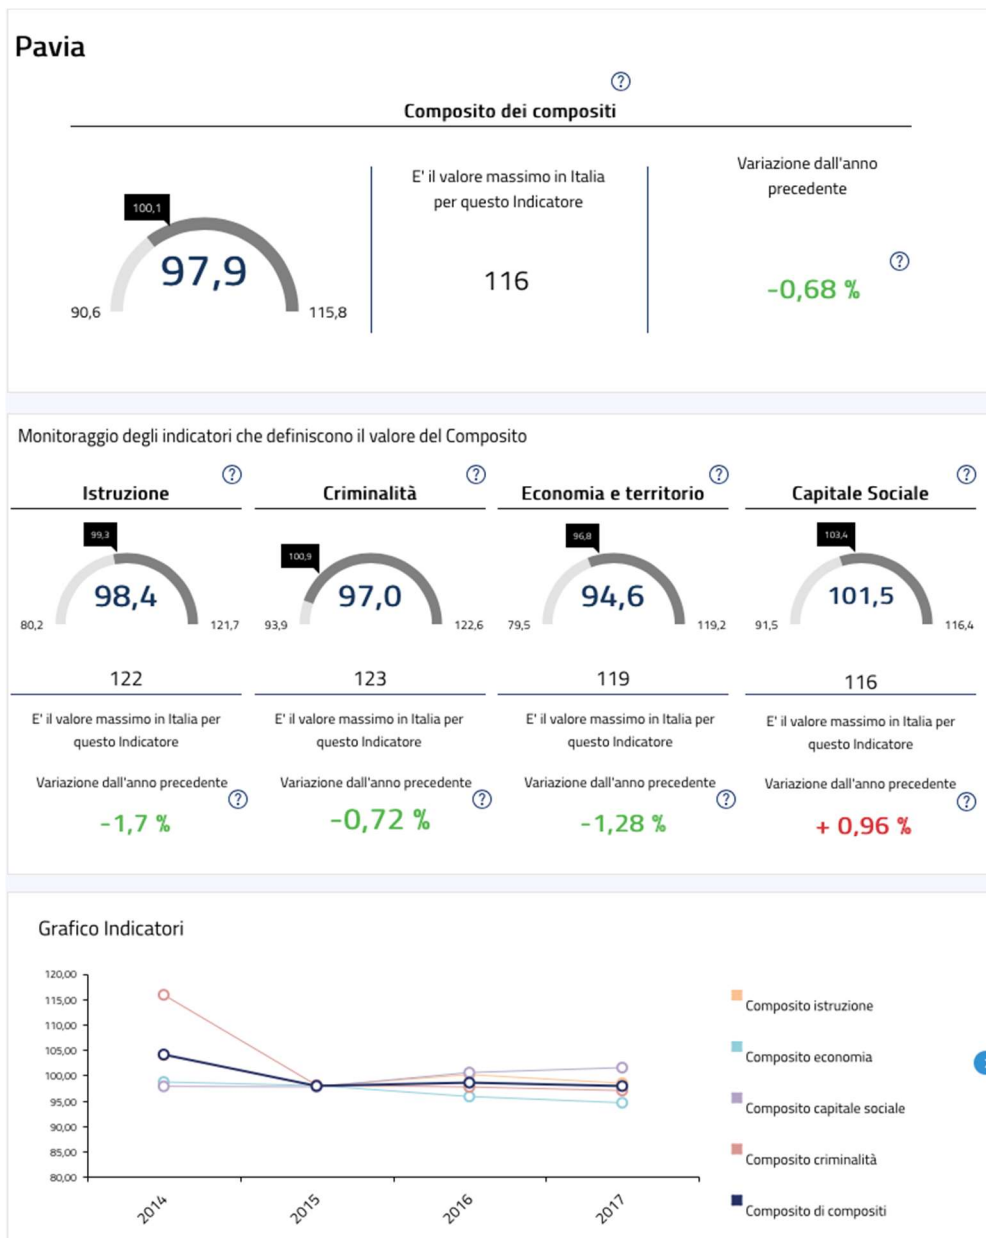 Pavia
?
Composito dei compositi
100,1
97,9
90,6
115,8
E' il valore massimo in Italia
per questo Indicatore
116
Variazione dall'anno
precedente
?
-0,68 %
Monitoraggio degli indicatori che definiscono il valore del Composito
?
Istruzione
99,3
98,4
80,2
121,7
122
E' il valore massimo in Italia per
questo Indicatore
Variazione dall'anno precedente
?
-1,7 %
?
Criminalità
100,9
97,0
93,9
122,6
123
E' il valore massimo in Italia per
questo Indicatore
Variazione dall'anno precedente
?
-0,72 %
?
Economia e territorio
96,8
94,6
79,5
119,2
119
E' il valore massimo in Italia per
questo Indicatore
Variazione dall'anno precedente
?
-1,28 %
?
Capitale Sociale
103,4
101,5
91,5
116,4
116
E' il valore massimo in Italia per
questo Indicatore
Variazione dall'anno precedente
?
+ 0,96 %
Grafico Indicatori
120,00
115,00
110,00
105,00
100,00
95,00
90,00
85,00
80,00
2014
2015
2016
2017
Composito istruzione
Composito economia
Composito capitale sociale
Composito criminalità
Composito di compositi